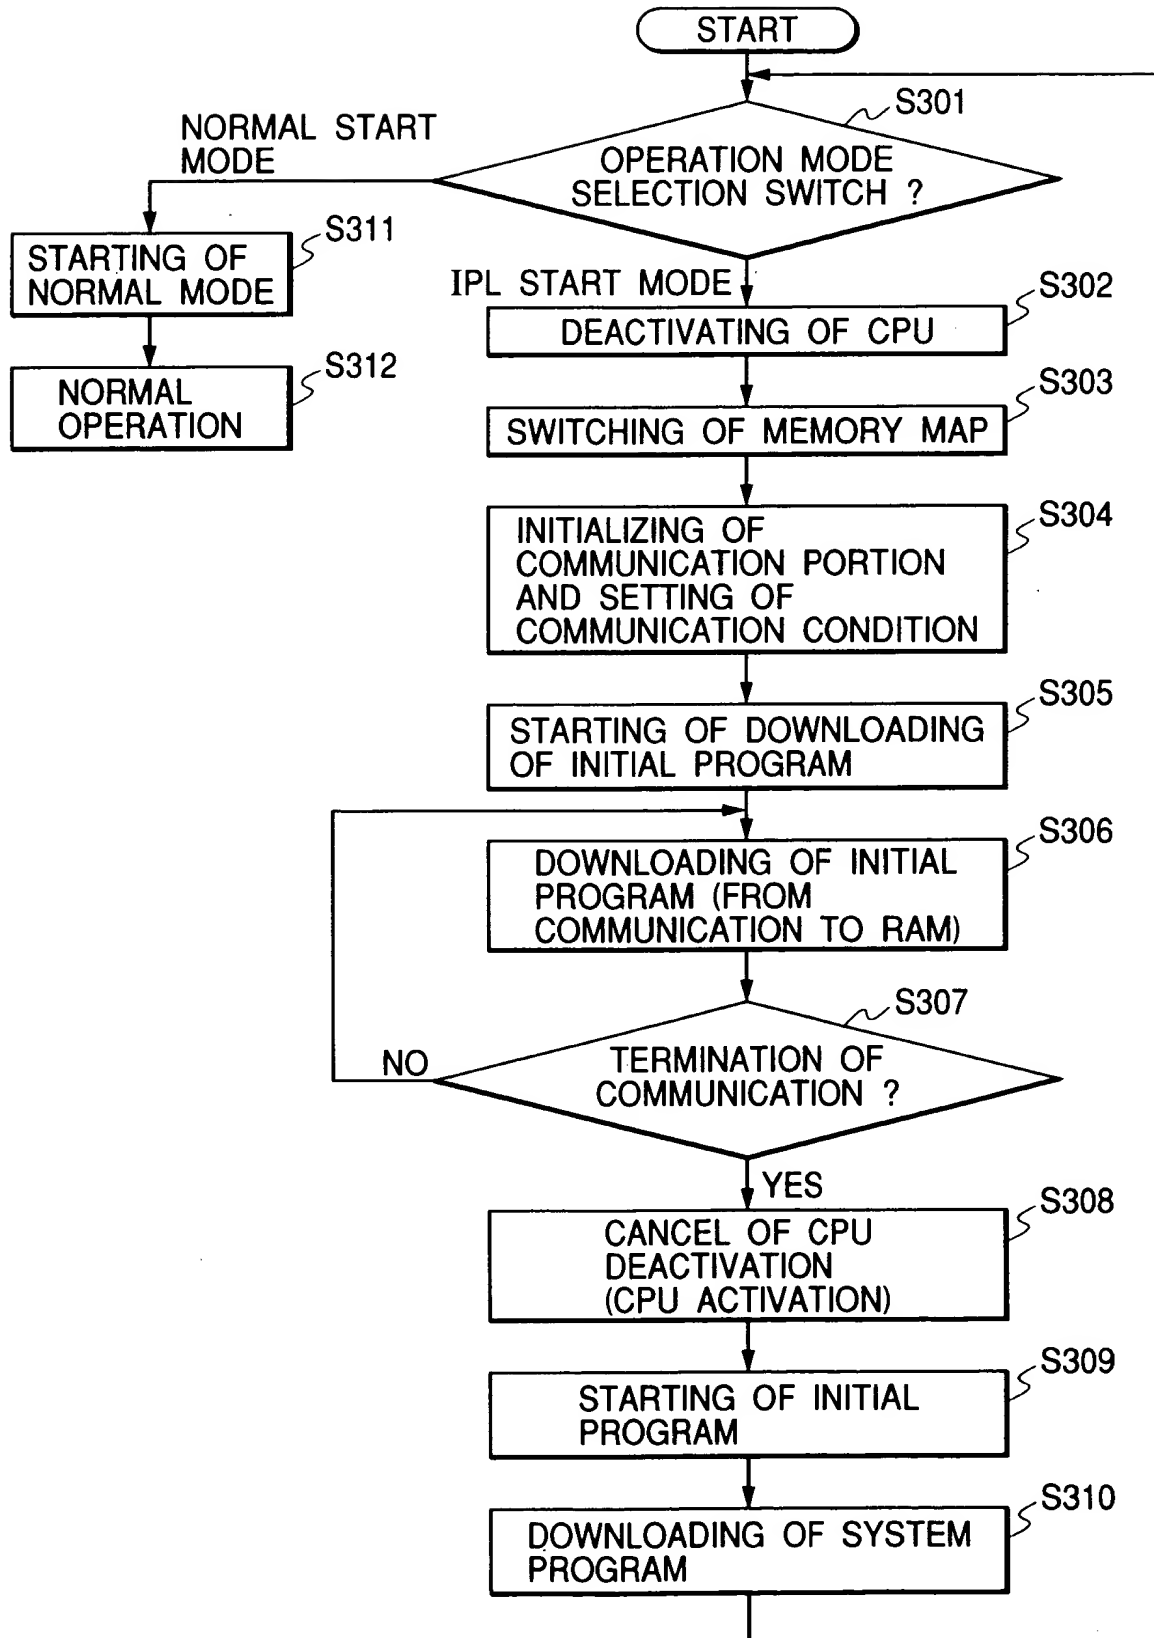 START
S301
NORMAL START
MODE
OPERATION MODE
SELECTION SWITCH ?
S311
STARTING OF
NORMAL MODE
IPL START MODE
S302
DEACTIVATING OF CPU
S312
NORMAL
OPERATION
S303
SWITCHING OF MEMORY MAP
S304
INITIALIZING OF
COMMUNICATION PORTION
AND SETTING OF
COMMUNICATION CONDITION
S305
STARTING OF DOWNLOADING
OF INITIAL PROGRAM
S306
DOWNLOADING OF INITIAL
PROGRAM (FROM
COMMUNICATION TO RAM)
S307
NO
TERMINATION OF
COMMUNICATION ?
YES
S308
CANCEL OF CPU
DEACTIVATION
(CPU ACTIVATION)
S309
STARTING OF INITIAL
PROGRAM
S310
DOWNLOADING OF SYSTEM
PROGRAM